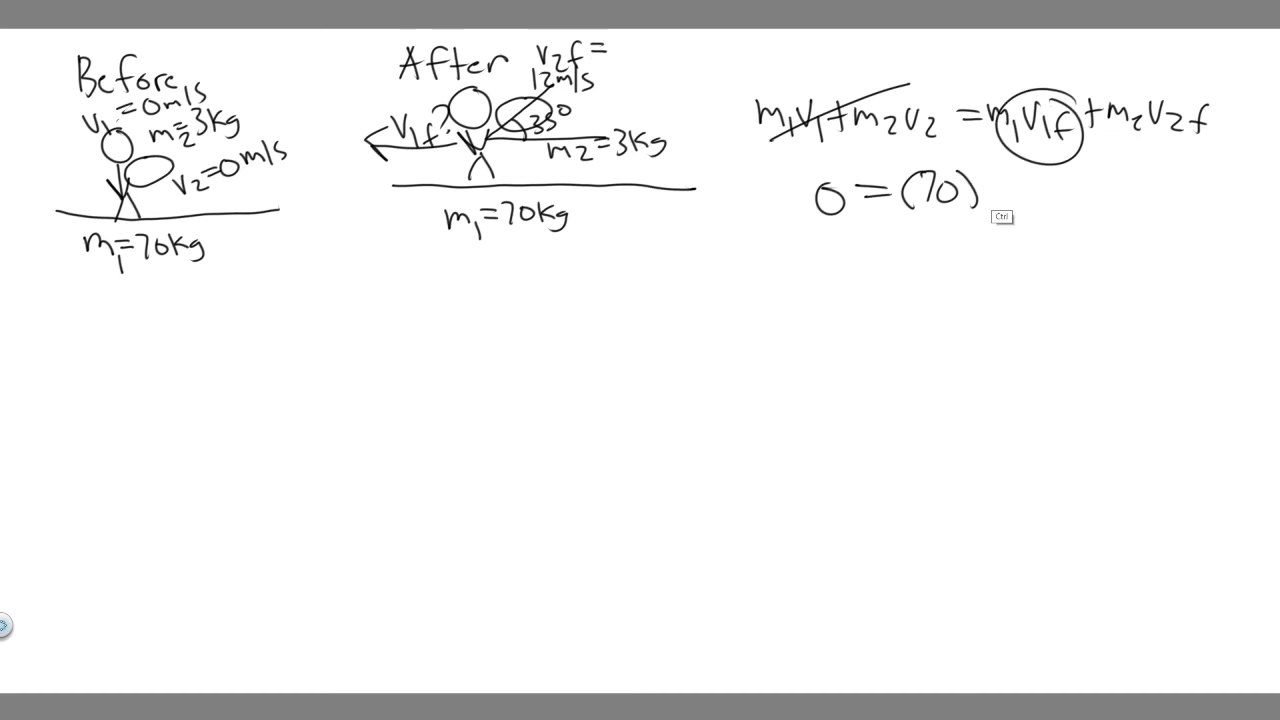 Before
v₁ = 0m/s
m₂=3kg
v₂=0m/s
m₁=70kg
After
v₂f =
12m/s
v₁f?
35°
m₂=3kg
m₁=70kg
m₁v₁+m₂v₂ =m₁v₁f+m₂v₂f
0=(70)
Ctrl